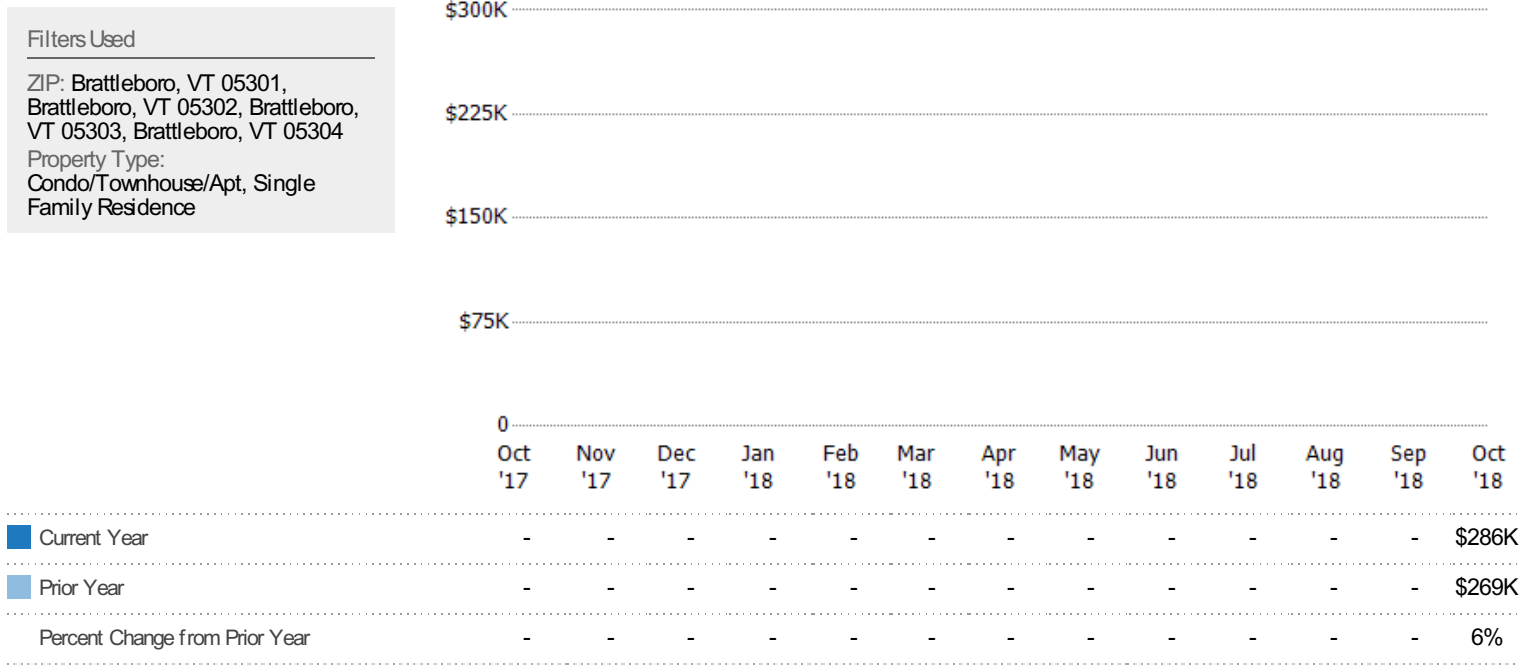 Filters Used
ZIP: Brattleboro, VT 05301,
Brattleboro, VT 05302, Brattleboro,
VT 05303, Brattleboro, VT 05304
Property Type:
Condo/Townhouse/Apt, Single
Family Residence
$300K
$225K
$150K
$75K
0
Oct Nov Dec Jan Feb Mar Apr May Jun Jul Aug Sep Oct
'17 '17 '17 '18 '18 '18 '18 '18 '18 '18 '18 '18 '18
Current Year - - - - - - - - - - - - $286K
Prior Year - - - - - - - - - - - - $269K
Percent Change from Prior Year - - - - - - - - - - - - 6%